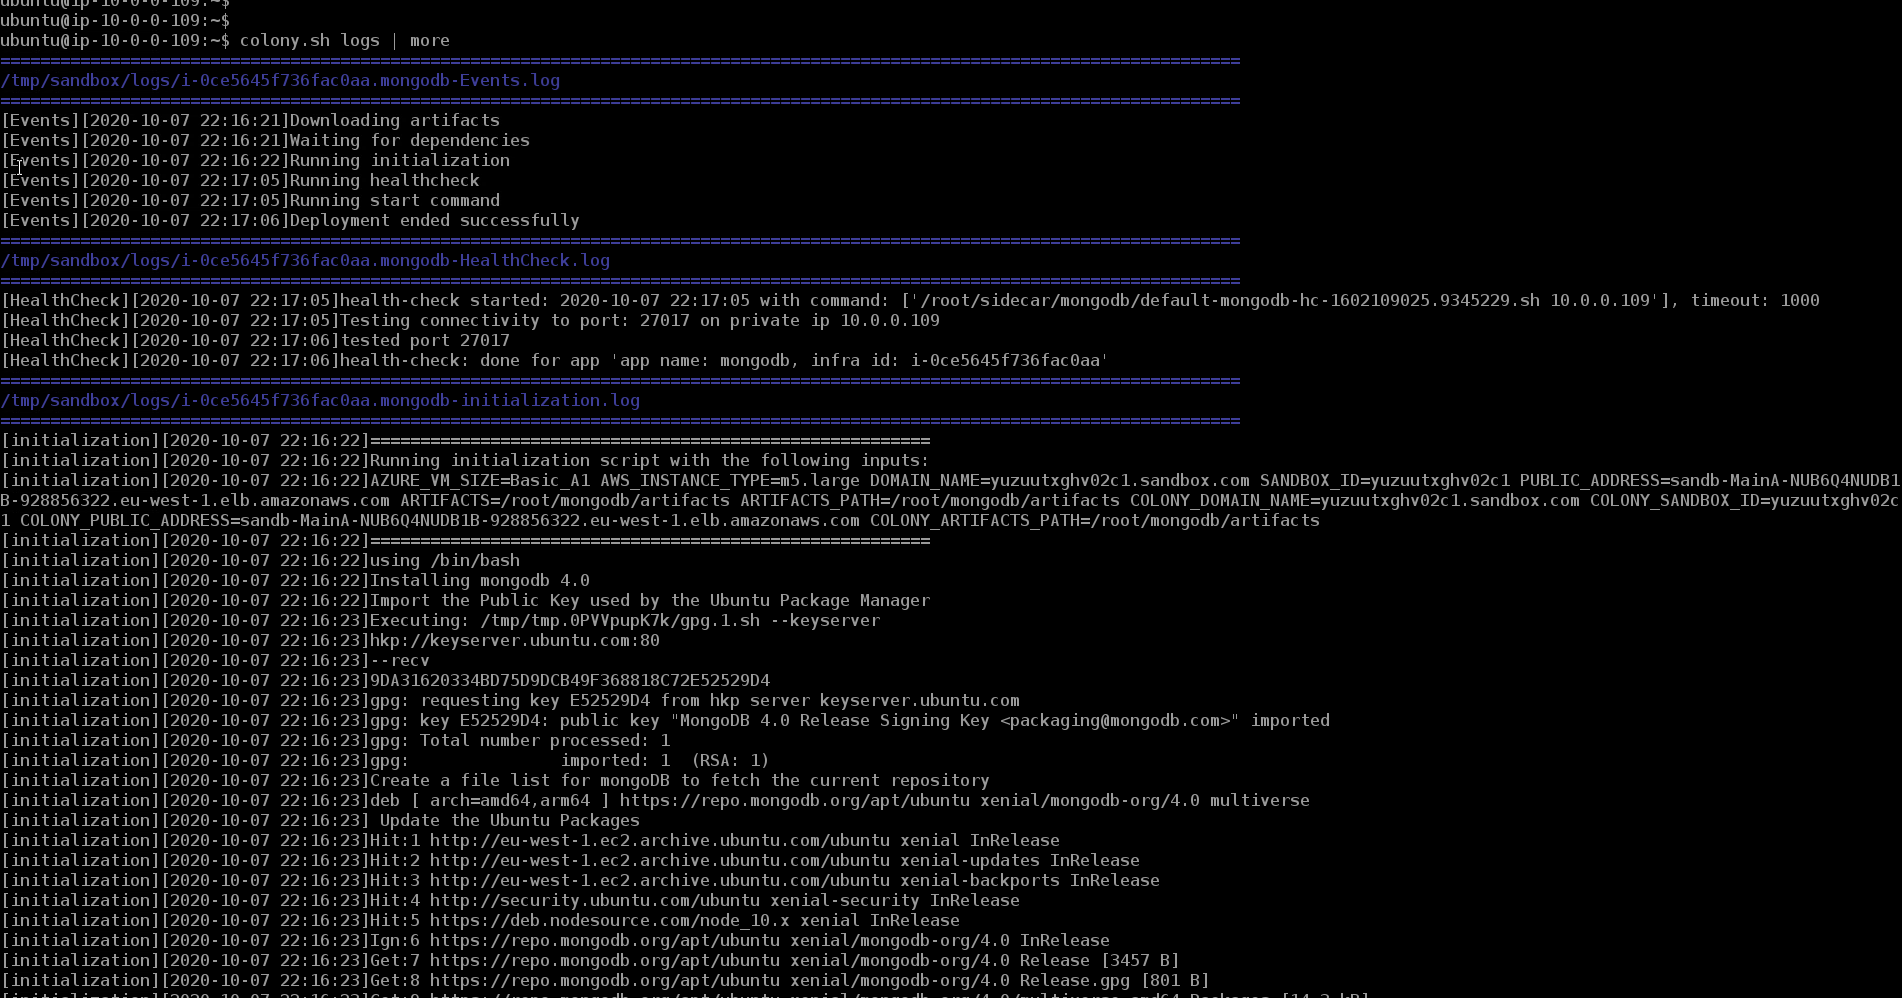 ubuntu@ip-10-0-0-109:~$
ubuntu@ip-10-0-0-109:~$
ubuntu@ip-10-0-0-109:~$ colony.sh logs | more
============================================================================================================================
/tmp/sandbox/logs/i-0ce5645f736fac0aa.mongodb-Events.log
============================================================================================================================
[Events][2020-10-07 22:16:21]Downloading artifacts
[Events][2020-10-07 22:16:21]Waiting for dependencies
[Events][2020-10-07 22:16:22]Running initialization
[Events][2020-10-07 22:17:05]Running healthcheck
[Events][2020-10-07 22:17:05]Running start command
[Events][2020-10-07 22:17:06]Deployment ended successfully
============================================================================================================================
/tmp/sandbox/logs/i-0ce5645f736fac0aa.mongodb-HealthCheck.log
============================================================================================================================
[HealthCheck][2020-10-07 22:17:05]health-check started: 2020-10-07 22:17:05 with command: ['/root/sidecar/mongodb/default-mongodb-hc-1602109025.9345229.sh 10.0.0.109'], timeout: 1000
[HealthCheck][2020-10-07 22:17:05]Testing connectivity to port: 27017 on private ip 10.0.0.109
[HealthCheck][2020-10-07 22:17:06]tested port 27017
[HealthCheck][2020-10-07 22:17:06]health-check: done for app 'app name: mongodb, infra id: i-0ce5645f736fac0aa'
============================================================================================================================
/tmp/sandbox/logs/i-0ce5645f736fac0aa.mongodb-initialization.log
============================================================================================================================
[initialization][2020-10-07 22:16:22]========================================================
[initialization][2020-10-07 22:16:22]Running initialization script with the following inputs:
[initialization][2020-10-07 22:16:22]AZURE_VM_SIZE=Basic_A1 AWS_INSTANCE_TYPE=m5.large DOMAIN_NAME=yuzuutxghv02c1.sandbox.com SANDBOX_ID=yuzuutxghv02c1 PUBLIC_ADDRESS=sandb-MainA-NUB6Q4NUDB1
B-928856322.eu-west-1.elb.amazonaws.com ARTIFACTS=/root/mongodb/artifacts ARTIFACTS_PATH=/root/mongodb/artifacts COLONY_DOMAIN_NAME=yuzuutxghv02c1.sandbox.com COLONY_SANDBOX_ID=yuzuutxghv02c
1 COLONY_PUBLIC_ADDRESS=sandb-MainA-NUB6Q4NUDB1B-928856322.eu-west-1.elb.amazonaws.com COLONY_ARTIFACTS_PATH=/root/mongodb/artifacts
[initialization][2020-10-07 22:16:22]========================================================
[initialization][2020-10-07 22:16:22]using /bin/bash
[initialization][2020-10-07 22:16:22]Installing mongodb 4.0
[initialization][2020-10-07 22:16:22]Import the Public Key used by the Ubuntu Package Manager
[initialization][2020-10-07 22:16:23]Executing: /tmp/tmp.0PVVpupK7k/gpg.1.sh --keyserver
[initialization][2020-10-07 22:16:23]hkp://keyserver.ubuntu.com:80
[initialization][2020-10-07 22:16:23]--recv
[initialization][2020-10-07 22:16:23]9DA31620334BD75D9DCB49F368818C72E52529D4
[initialization][2020-10-07 22:16:23]gpg: requesting key E52529D4 from hkp server keyserver.ubuntu.com
[initialization][2020-10-07 22:16:23]gpg: key E52529D4: public key "MongoDB 4.0 Release Signing Key <packaging@mongodb.com>" imported
[initialization][2020-10-07 22:16:23]gpg: Total number processed: 1
[initialization][2020-10-07 22:16:23]gpg:               imported: 1  (RSA: 1)
[initialization][2020-10-07 22:16:23]Create a file list for mongoDB to fetch the current repository
[initialization][2020-10-07 22:16:23]deb [ arch=amd64,arm64 ] https://repo.mongodb.org/apt/ubuntu xenial/mongodb-org/4.0 multiverse
[initialization][2020-10-07 22:16:23] Update the Ubuntu Packages
[initialization][2020-10-07 22:16:23]Hit:1 http://eu-west-1.ec2.archive.ubuntu.com/ubuntu xenial InRelease
[initialization][2020-10-07 22:16:23]Hit:2 http://eu-west-1.ec2.archive.ubuntu.com/ubuntu xenial-updates InRelease
[initialization][2020-10-07 22:16:23]Hit:3 http://eu-west-1.ec2.archive.ubuntu.com/ubuntu xenial-backports InRelease
[initialization][2020-10-07 22:16:23]Hit:4 http://security.ubuntu.com/ubuntu xenial-security InRelease
[initialization][2020-10-07 22:16:23]Hit:5 https://deb.nodesource.com/node_10.x xenial InRelease
[initialization][2020-10-07 22:16:23]Ign:6 https://repo.mongodb.org/apt/ubuntu xenial/mongodb-org/4.0 InRelease
[initialization][2020-10-07 22:16:23]Get:7 https://repo.mongodb.org/apt/ubuntu xenial/mongodb-org/4.0 Release [3457 B]
[initialization][2020-10-07 22:16:23]Get:8 https://repo.mongodb.org/apt/ubuntu xenial/mongodb-org/4.0 Release.gpg [801 B]